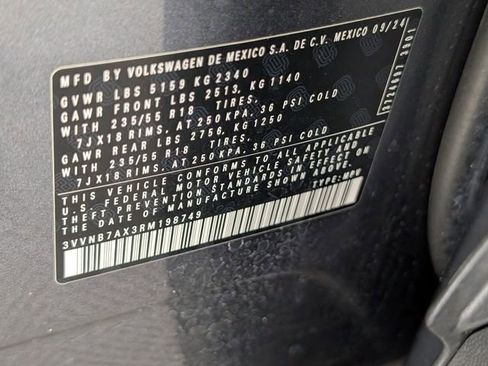 MFD BY VOLKSWAGEN DE MEXICO S.A. DE C.V. MEXICO 09/24
GVWR LBS 5159 KG 2340
GAWR FRONT LBS 2513, KG 1140
WITH 235/55 R18 TIRES,
7JX18 RIMS, AT 250 KPA, 36 PSI COLD
GAWR REAR LBS 2756, KG 1250
WITH 235/55 R18 TIRES,
7JX18 RIMS, AT 250 KPA, 36 PSI COLD
THIS VEHICLE CONFORMS TO ALL APPLICABLE
U.S. FEDERAL MOTOR VEHICLE SAFETY AND
THEFT PREVENTION STANDARDS IN EFFECT ON
THE DATE OF MANUFACTURE SHOWN ABOVE.
3VVNB7AX3RM198749 TYPE: MPV